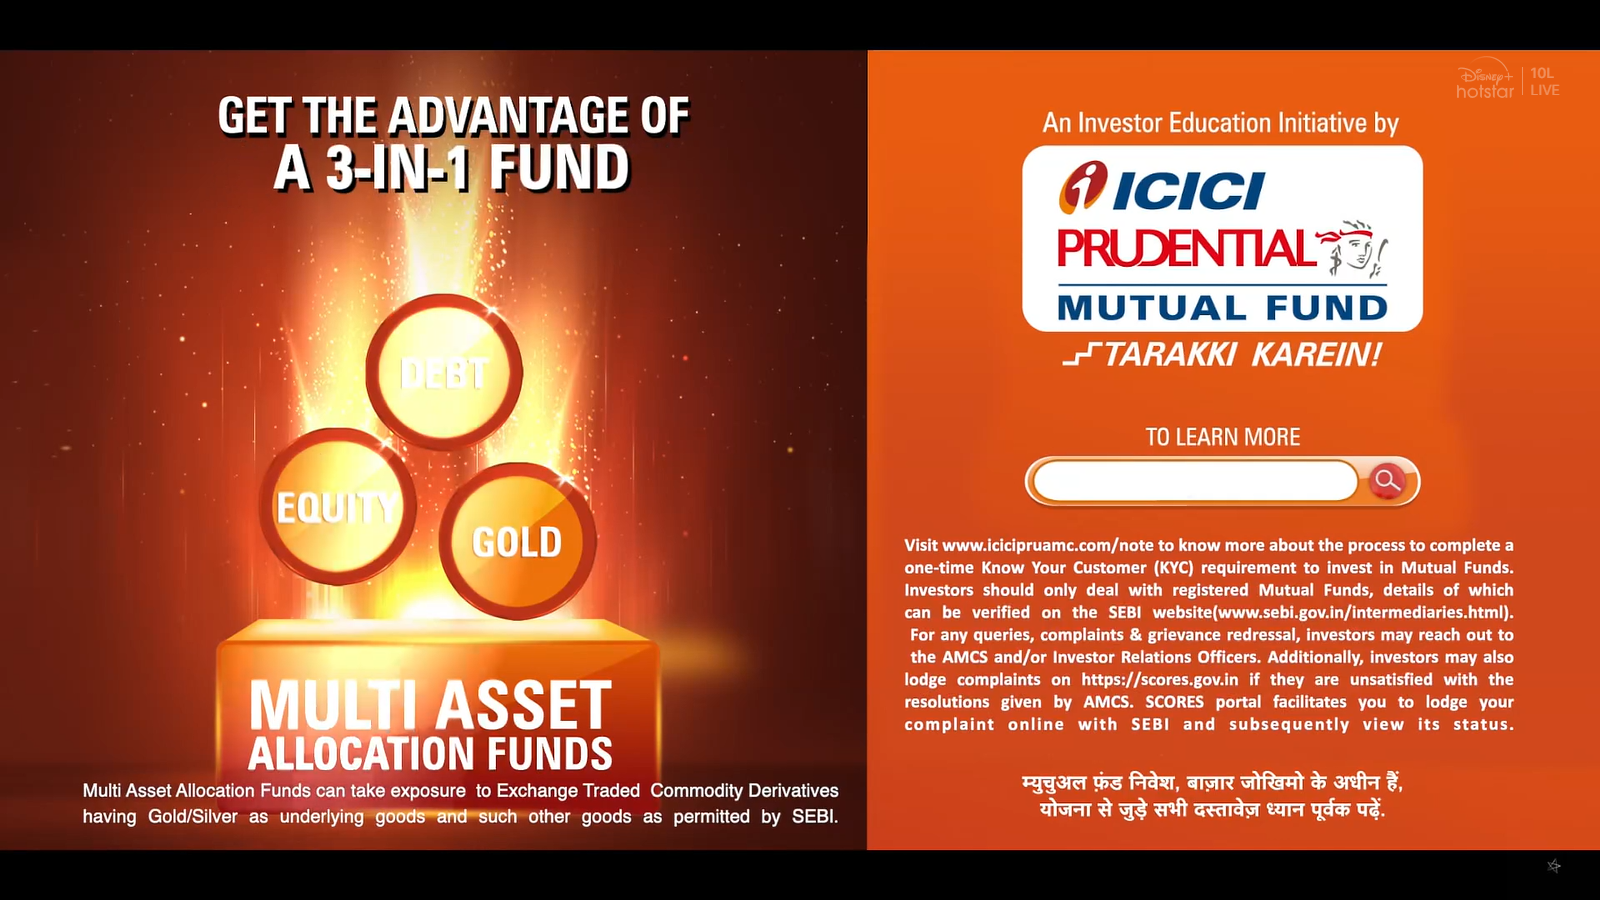 GET THE ADVANTAGE OF
A 3-IN-1 FUND
DEBT
EQUITY
GOLD
MULTI ASSET
ALLOCATION FUNDS
Multi Asset Allocation Funds can take exposure to Exchange Traded Commodity Derivatives
having Gold/Silver as underlying goods and such other goods as permitted by SEBI.
Disney+
hotstar
10L
LIVE
An Investor Education Initiative by
ICICI
PRUDENTIAL
MUTUAL FUND
TARAKKI KAREIN!
TO LEARN MORE
Visit www.icicipruamc.com/note to know more about the process to complete a
one-time Know Your Customer (KYC) requirement to invest in Mutual Funds.
Investors should only deal with registered Mutual Funds, details of which
can be verified on the SEBI website(www.sebi.gov.in/intermediaries.html).
For any queries, complaints & grievance redressal, investors may reach out to
the AMCS and/or Investor Relations Officers. Additionally, investors may also
lodge complaints on https://scores.gov.in if they are unsatisfied with the
resolutions given by AMCS. SCORES portal facilitates you to lodge your
complaint online with SEBI and subsequently view its status.
म्युचुअल फ़ंड निवेश, बाज़ार जोखिमो के अधीन हैं,
योजना से जुड़े सभी दस्तावेज़ ध्यान पूर्वक पढ़ें.